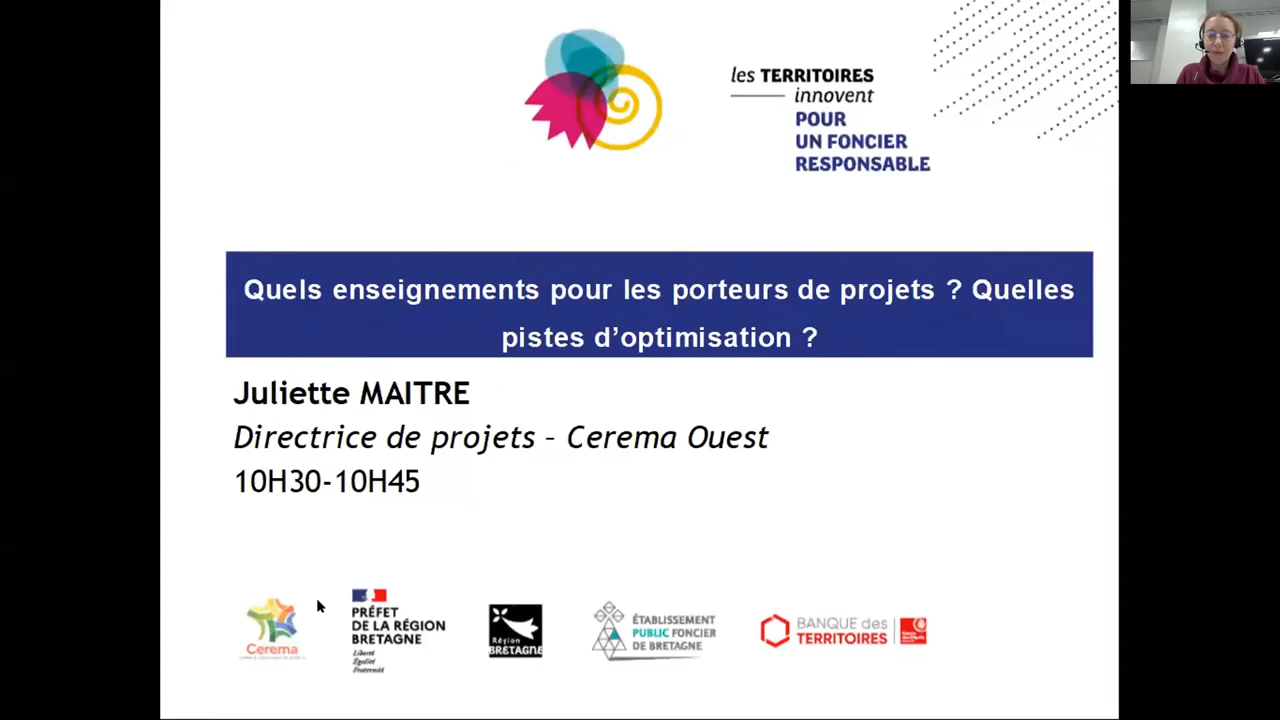 les TERRITOIRES
innovent
POUR
UN FONCIER
RESPONSABLE
Quels enseignements pour les porteurs de projets ? Quelles
pistes d'optimisation ?
Juliette MAITRE
Directrice de projets – Cerema Ouest
10H30-10H45
Cerema
PRÉFET
DE LA RÉGION
BRETAGNE
Liberté
Égalité
Fraternité
Région
BRETAGNE
ÉTABLISSEMENT
PUBLIC FONCIER
DE BRETAGNE
BANQUE des
TERRITOIRES